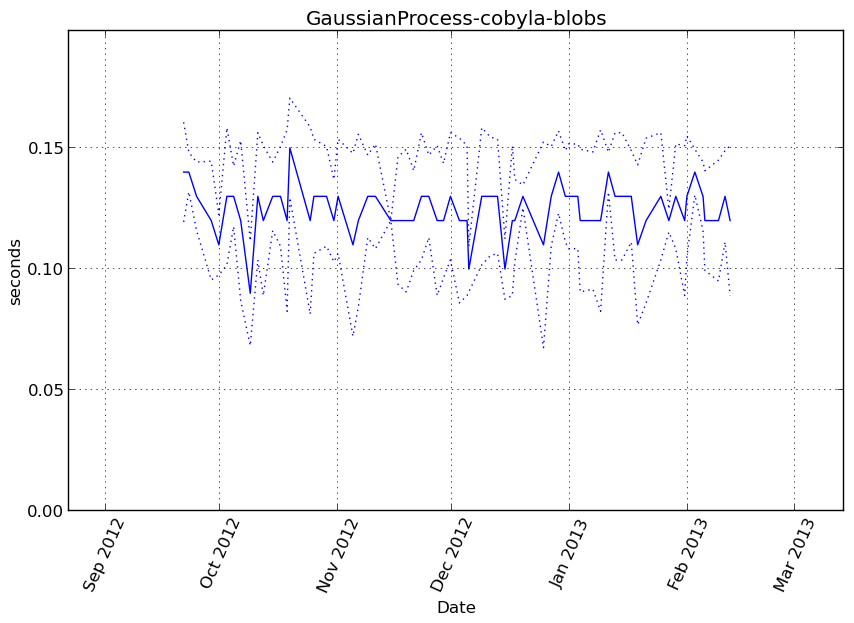 GaussianProcess-cobyla-blobs
seconds
0.15
0.10
0.05
0.00
Sep 2012
Oct 2012
Nov 2012
Dec 2012
Jan 2013
Feb 2013
Mar 2013
Date